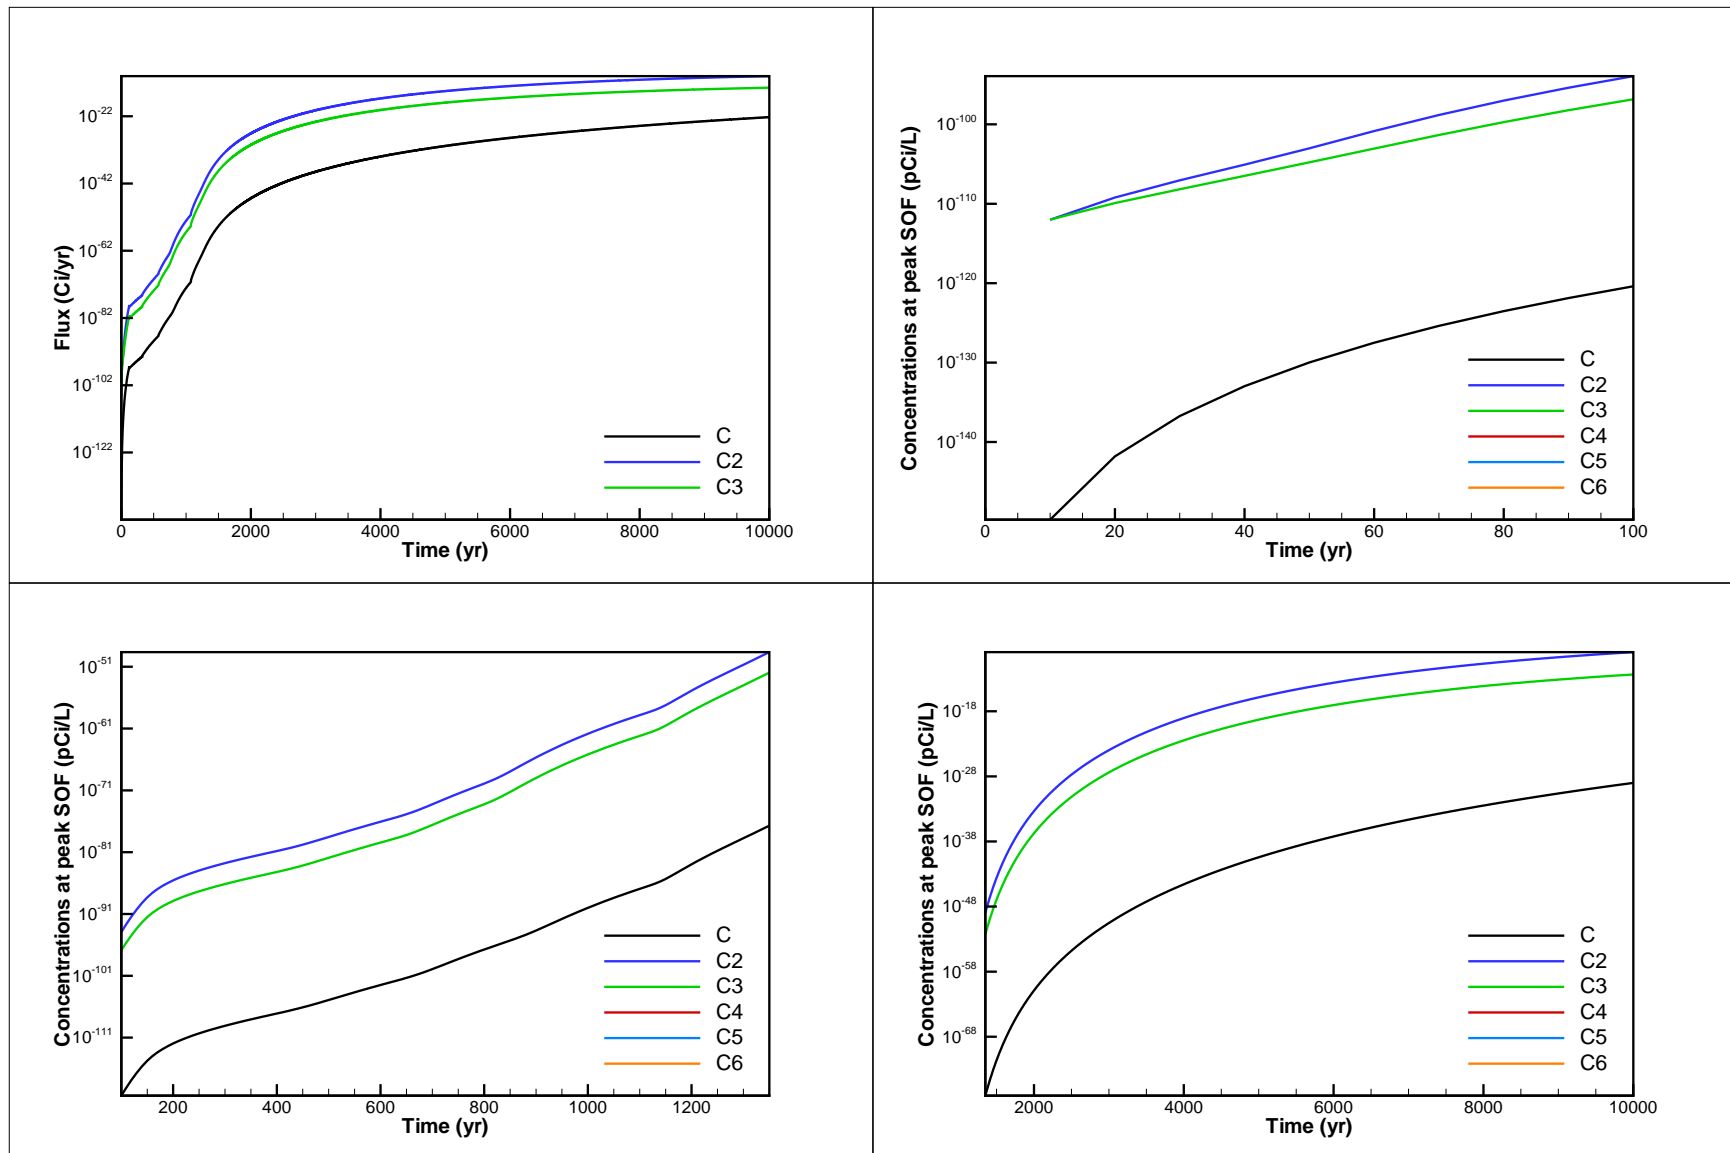 Flux (Ci/yr)
10^-22
10^-42
10^-62
10^-82
10^-102
10^-122
C
C2
C3
0 2000 4000 6000 8000 10000
Time (yr)
Concentrations at peak SOF (pCi/L)
10^-100
10^-110
10^-120
10^-130
10^-140
C
C2
C3
C4
C5
C6
0 20 40 60 80 100
Time (yr)
Concentrations at peak SOF (pCi/L)
10^-51
10^-61
10^-71
10^-81
10^-91
10^-101
10^-111
C
C2
C3
C4
C5
C6
200 400 600 800 1000 1200
Time (yr)
Concentrations at peak SOF (pCi/L)
10^-18
10^-28
10^-38
10^-48
10^-58
10^-68
C
C2
C3
C4
C5
C6
2000 4000 6000 8000 10000
Time (yr)